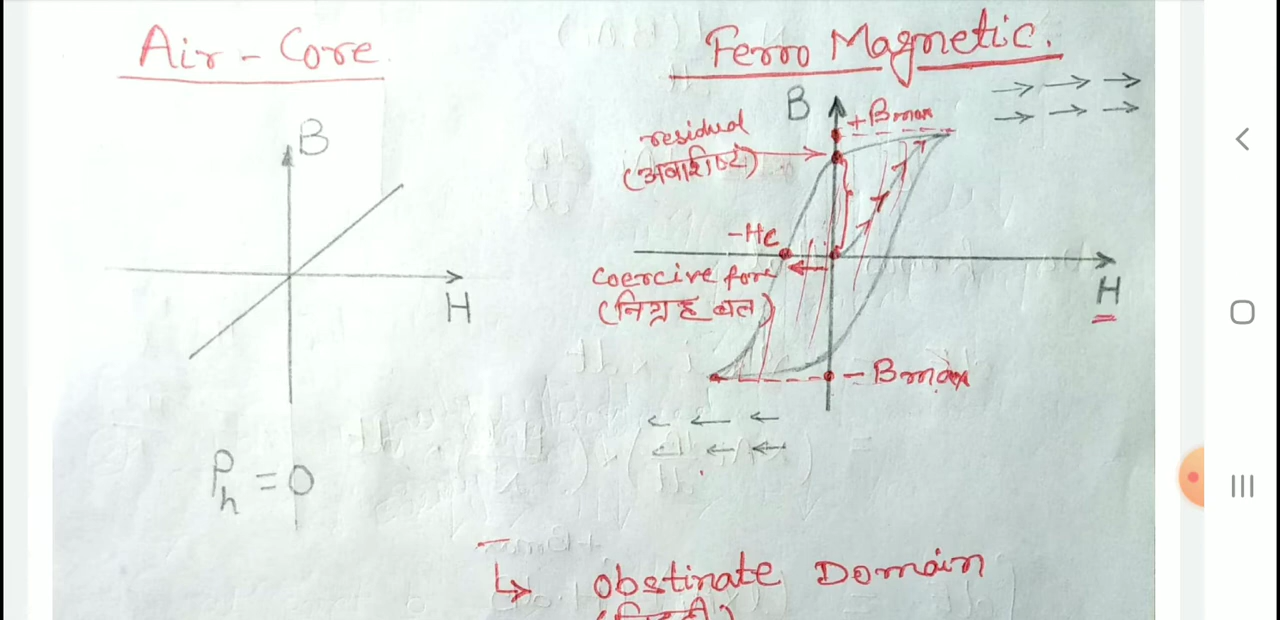 Air-Core
Ferro Magnetic.
B
B
+Bmax
residual
(अवशिष्ट)
-Hc
H
coercive force
(निग्रह बल)
H
-Bmax
Ph = 0
↳ Obstinate Domain